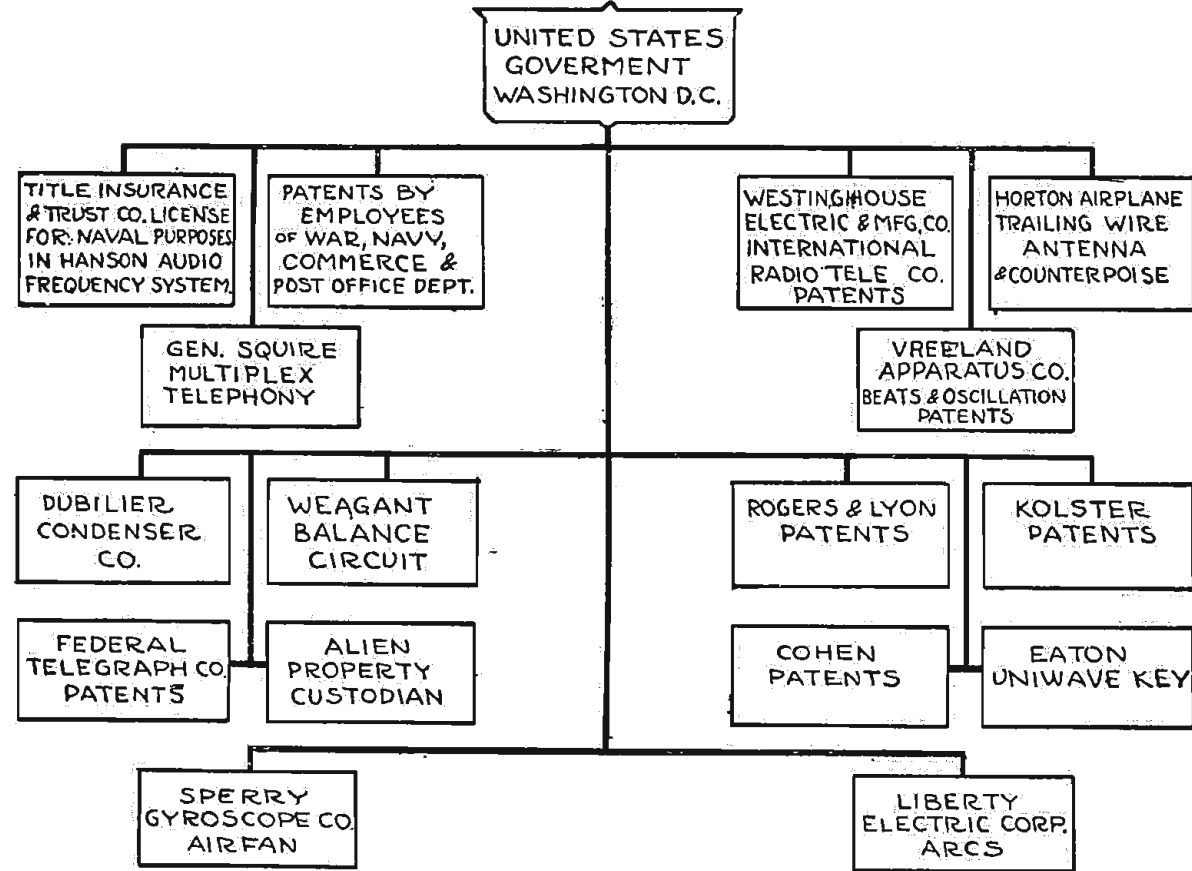 UNITED STATES
GOVERMENT
WASHINGTON D.C.
TITLE INSURANCE
& TRUST CO. LICENSE
FOR: NAVAL PURPOSES
IN HANSON AUDIO
FREQUENCY SYSTEM.
PATENTS BY
EMPLOYEES
OF WAR, NAVY,
COMMERCE &
POST OFFICE DEPT.
WESTINGHOUSE
ELECTRIC & MFG, CO.
INTERNATIONAL
RADIO TELE CO.
PATENTS
HORTON AIRPLANE
TRAILING WIRE
ANTENNA
& COUNTERPOISE
GEN. SQUIRE
MULTIPLEX
TELEPHONY
VREELAND
APPARATUS CO.
BEATS & OSCILLATION
PATENTS
DUBILIER
CONDENSER
CO.
WEAGANT
BALANCE
CIRCUIT
ROGERS & LYON
PATENTS
KOLSTER
PATENTS
FEDERAL
TELEGRAPH CO.
PATENTS
ALIEN
PROPERTY
CUSTODIAN
COHEN
PATENTS
EATON
UNIWAVE KEY
SPERRY
GYROSCOPE CO.
AIRFAN
LIBERTY
ELECTRIC CORP.
ARCS